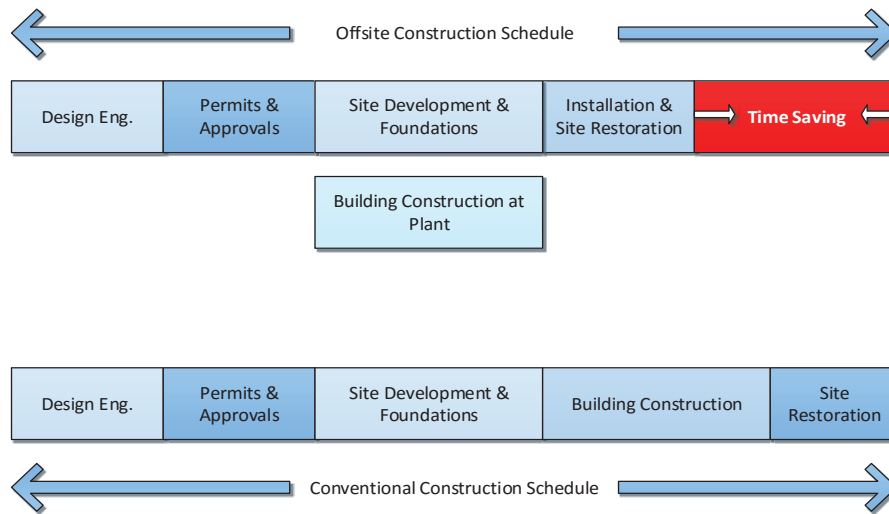 Offsite Construction Schedule
Design Eng.
Permits &
Approvals
Site Development &
Foundations
Installation &
Site Restoration
Time Saving
Building Construction at
Plant
Design Eng.
Permits &
Approvals
Site Development &
Foundations
Building Construction
Site
Restoration
Conventional Construction Schedule